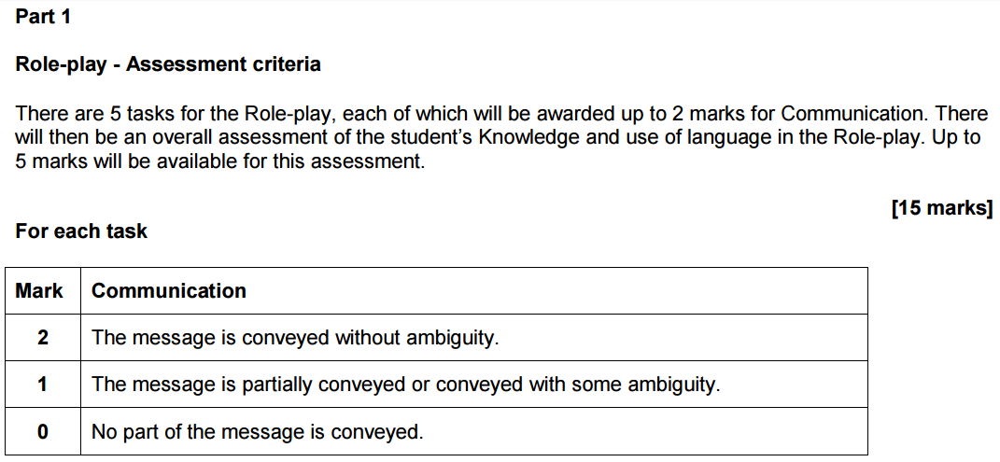 Part 1
Role-play - Assessment criteria
There are 5 tasks for the Role-play, each of which will be awarded up to 2 marks for Communication. There
will then be an overall assessment of the student’s Knowledge and use of language in the Role-play. Up to
5 marks will be available for this assessment.
[15 marks]
For each task
Mark Communication
2 The message is conveyed without ambiguity.
1 The message is partially conveyed or conveyed with some ambiguity.
0 No part of the message is conveyed.